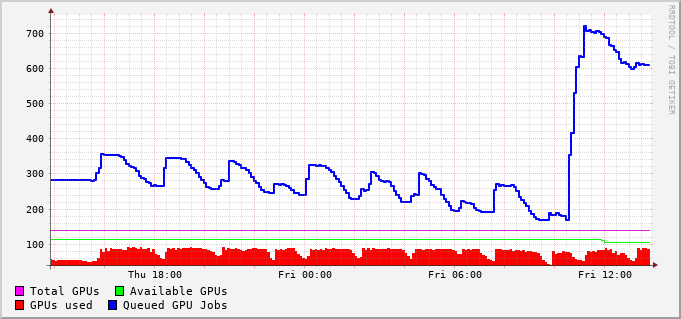 RRDTOOL / TOBI OETIKER
700
600
500
400
300
200
100
Thu 18:00 Fri 00:00 Fri 06:00 Fri 12:00
Total GPUs Available GPUs
GPUs used Queued GPU Jobs